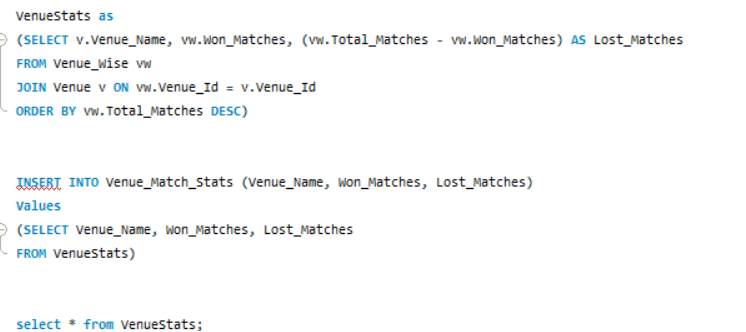 VenueStats as
(SELECT v.Venue_Name, vw.Won_Matches, (vw.Total_Matches - vw.Won_Matches) AS Lost_Matches
FROM Venue_Wise vw
JOIN Venue v ON vw.Venue_Id = v.Venue_Id
ORDER BY vw.Total_Matches DESC)
INSERT INTO Venue_Match_Stats (Venue_Name, Won_Matches, Lost_Matches)
Values
(SELECT Venue_Name, Won_Matches, Lost_Matches
FROM VenueStats)
select * from VenueStats;